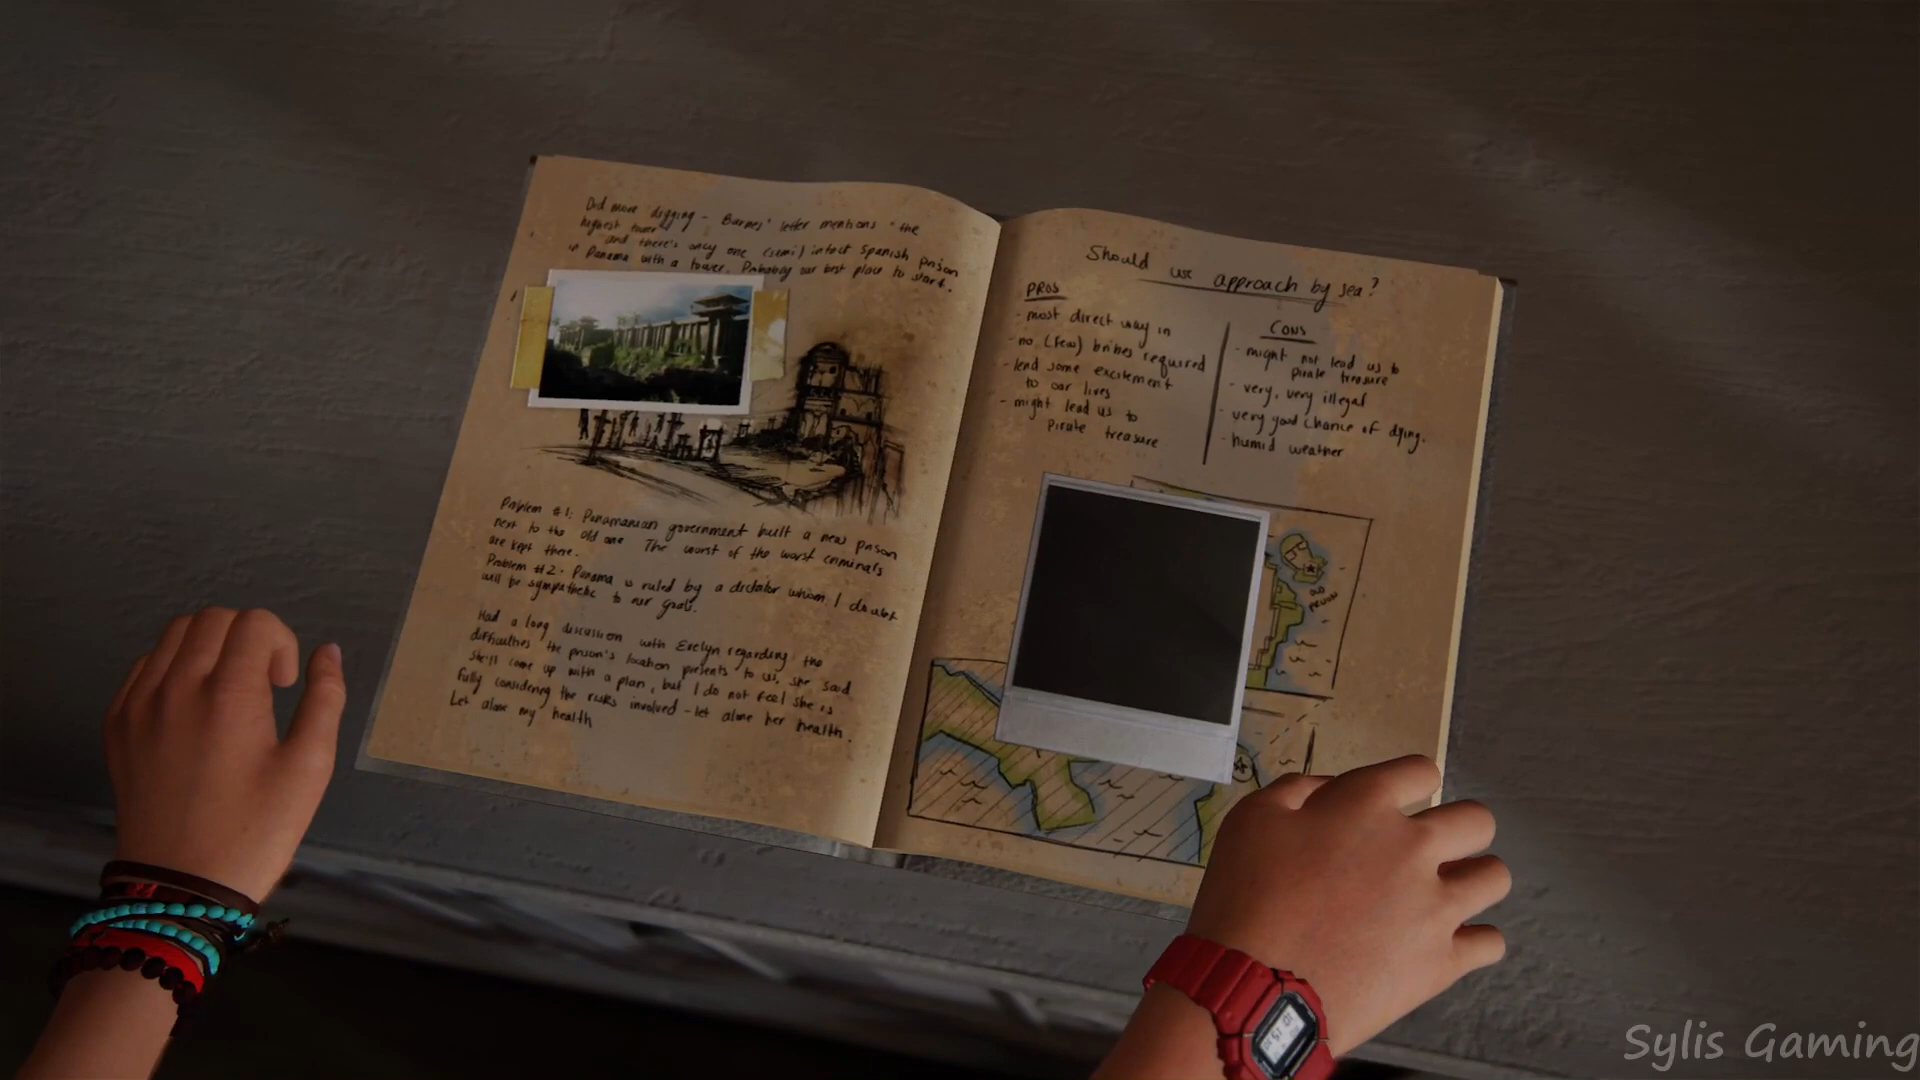 Did more digging - Burnes' letter mentions "the
highest tower"
and there's only one (semi) intact Spanish prison
in Panama with a tower. Probably our best place to start.
Problem #1: Panamanian government built a new prison
next to the old one The worst of the worst criminals
are kept there.
Problem #2- Panama is ruled by a dictator whom I doubt
will be sympathetic to our goals.
Had a long discussion with Evelyn regarding the
difficulties the prison's location presents to us, she said
she'll come up with a plan, but I do not feel she is
fully considering the risks involved - let alone her health.
Let alone my health
Should we approach by sea?
PROS
- most direct way in
- no (few) bribes required
- lend some excitement
to our lives
- might lead us to
pirate treasure
CONS
- might not lead us to
pirate treasure
- very, very illegal
- very good chance of dying.
- humid weather
OLD
PRISON
Sylis Gaming